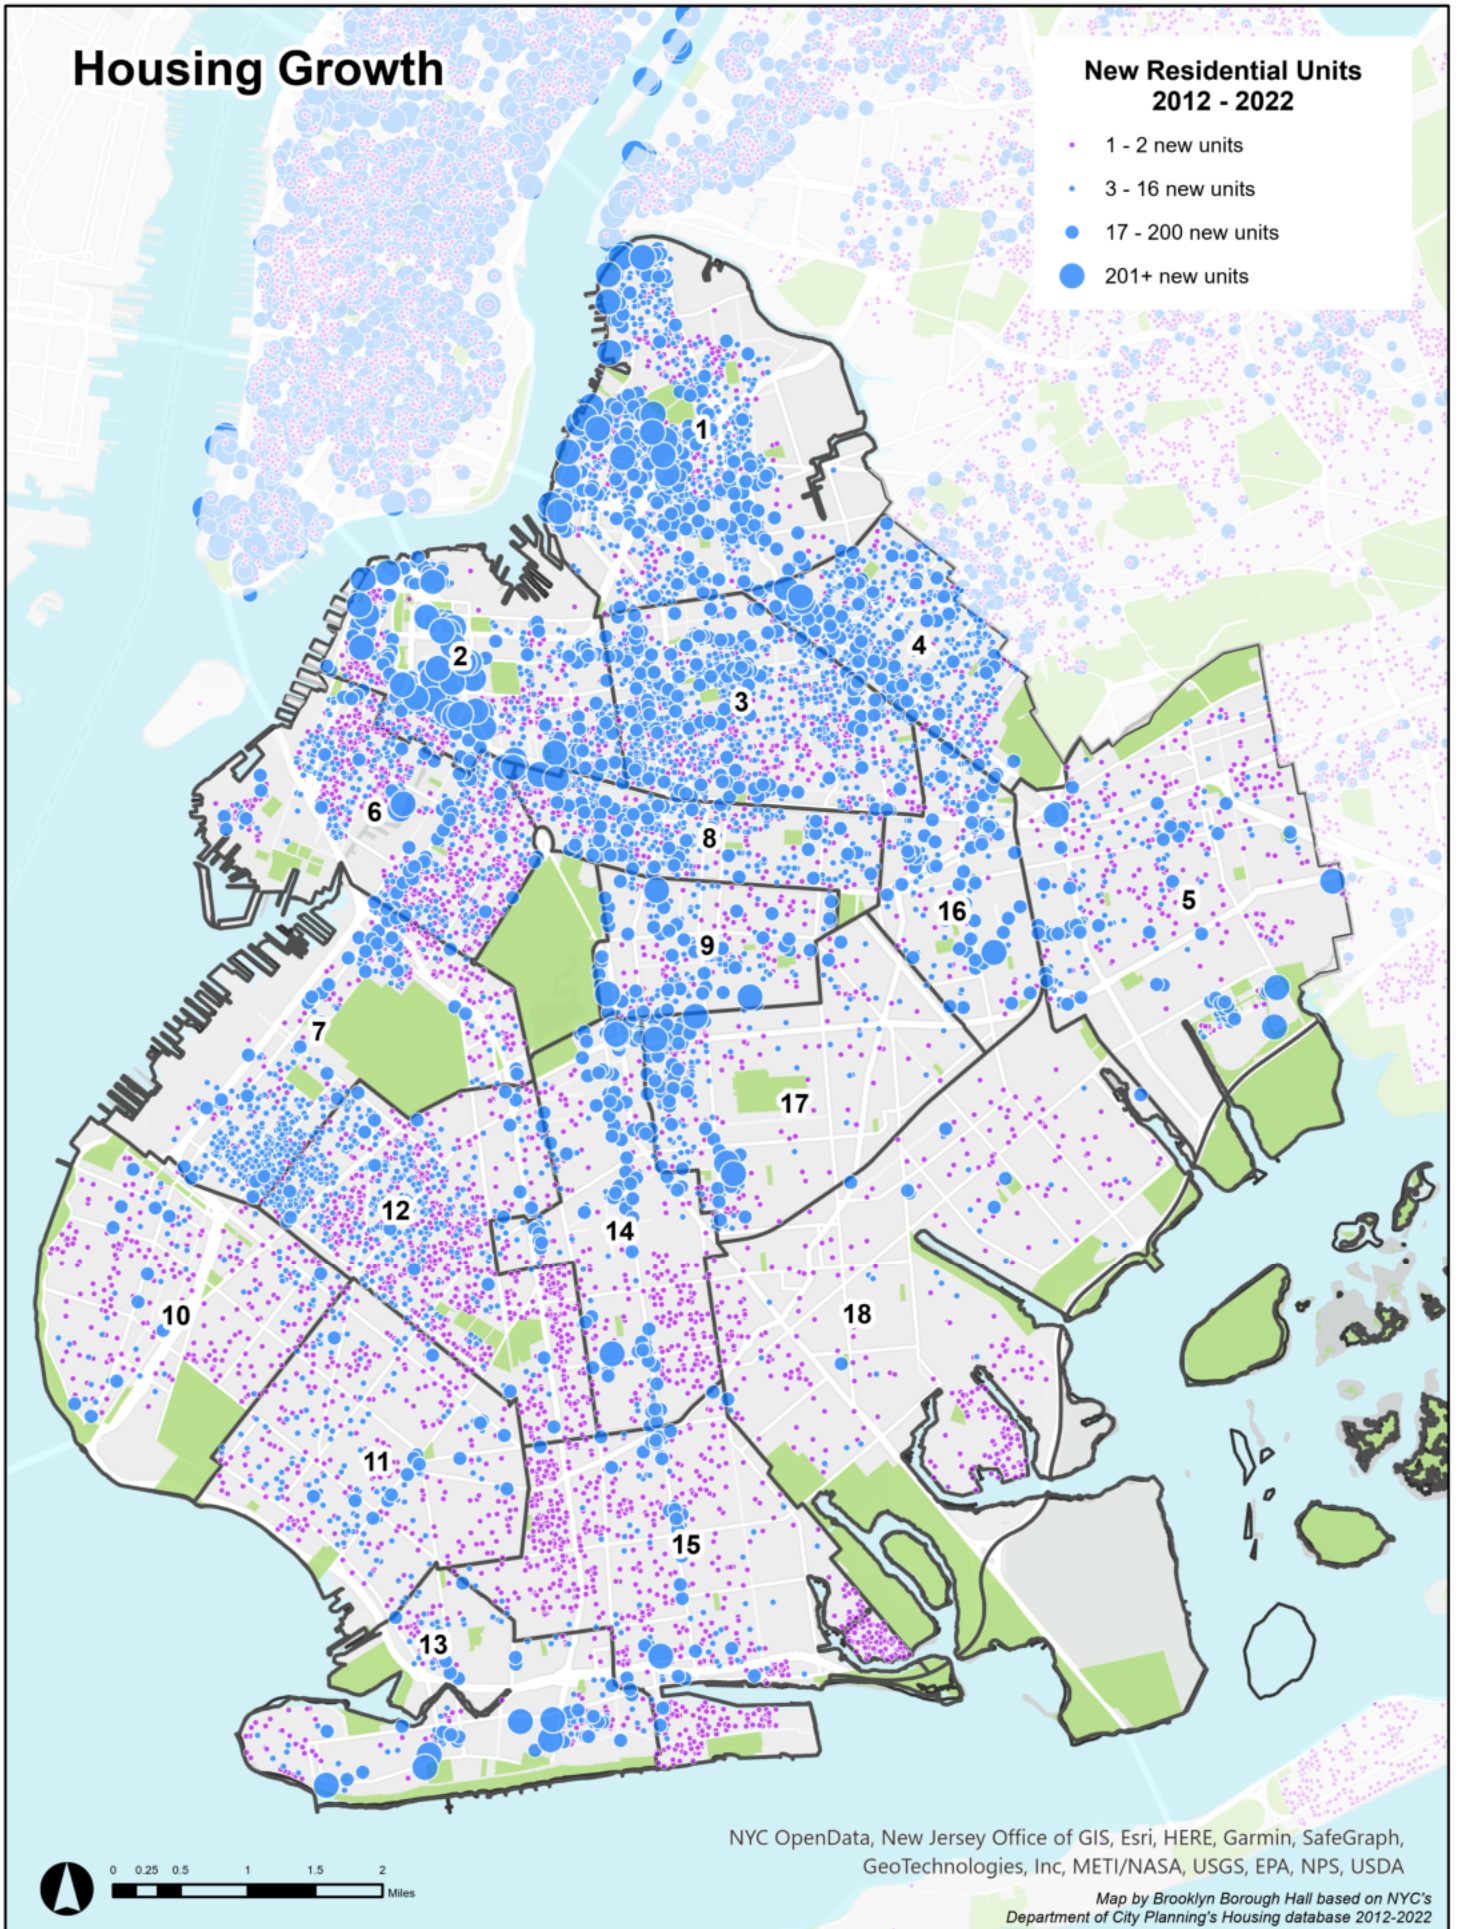 Housing Growth
New Residential Units
2012 - 2022
1 - 2 new units
3 - 16 new units
17 - 200 new units
201+ new units
1
2
4
3
6
8
5
16
9
7
17
12
14
10
18
11
15
13
NYC OpenData, New Jersey Office of GIS, Esri, HERE, Garmin, SafeGraph,
GeoTechnologies, Inc, METI/NASA, USGS, EPA, NPS, USDA
0 0.25 0.5 1 1.5 2
Miles
Map by Brooklyn Borough Hall based on NYC's
Department of City Planning's Housing database 2012-2022